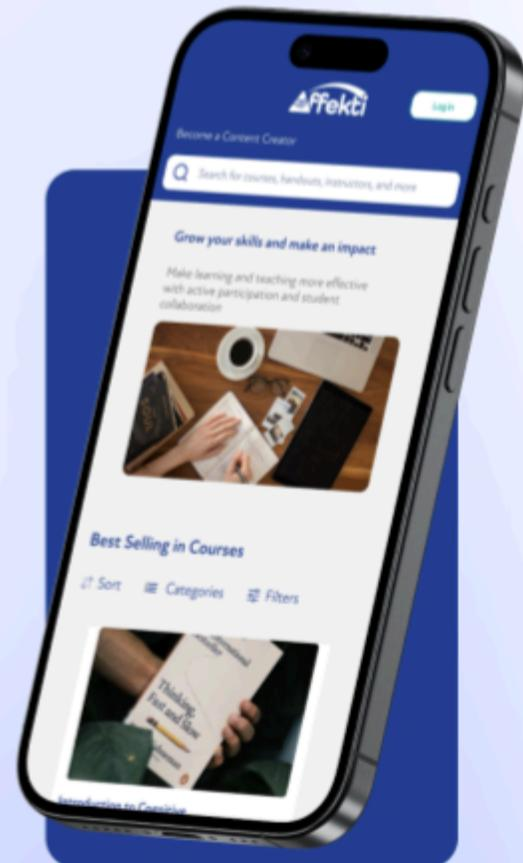 Affekti
Login
Become a Content Creator
Search for courses, handouts, instructors, and more
Grow your skills and make an impact
Make learning and teaching more effective
with active participation and student
collaboration
Best Selling in Courses
Sort
Categories
Filters
Thinking,
Fast and Slow
Introduction to Cognitive